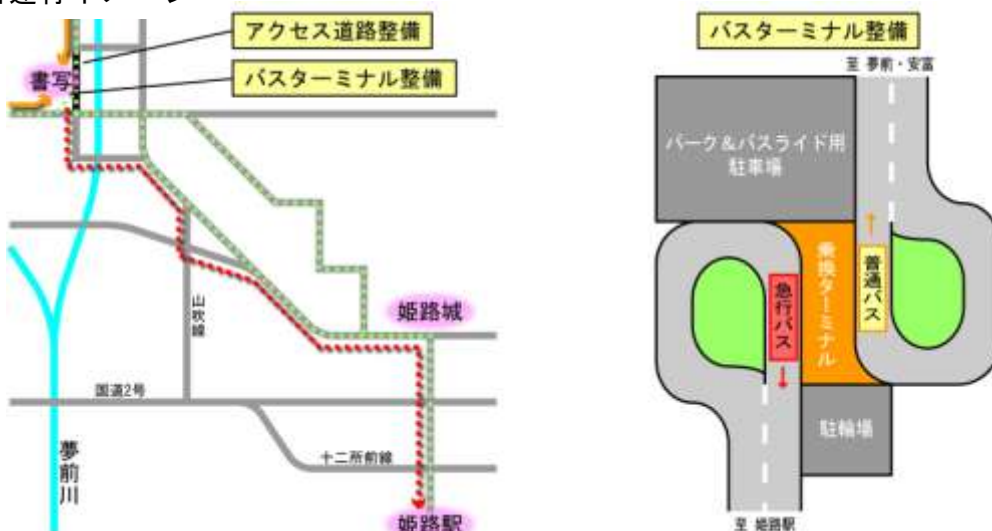 アクセス道路整備
書写
バスターミナル整備
山吹線
姫路城
国道2号
夢前川
十二所前線
姫路駅
バスターミナル整備
至 夢前・安富
パーク&バスライド用
駐車場
乗換ターミナル
普通バス
急行バス
駐輪場
至 姫路駅